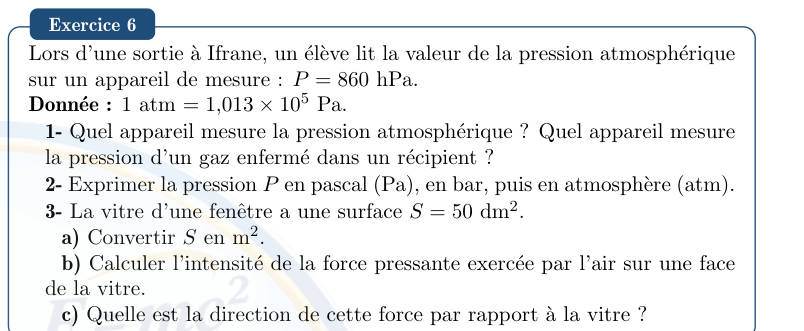 Exercice 6
Lors d'une sortie à Ifrane, un élève lit la valeur de la pression atmosphérique
sur un appareil de mesure : P = 860 hPa.
Donnée : 1 atm = 1,013 × 10⁵ Pa.
1- Quel appareil mesure la pression atmosphérique ? Quel appareil mesure
la pression d'un gaz enfermé dans un récipient ?
2- Exprimer la pression P en pascal (Pa), en bar, puis en atmosphère (atm).
3- La vitre d'une fenêtre a une surface S = 50 dm².
a) Convertir S en m².
b) Calculer l'intensité de la force pressante exercée par l'air sur une face
de la vitre.
c) Quelle est la direction de cette force par rapport à la vitre ?